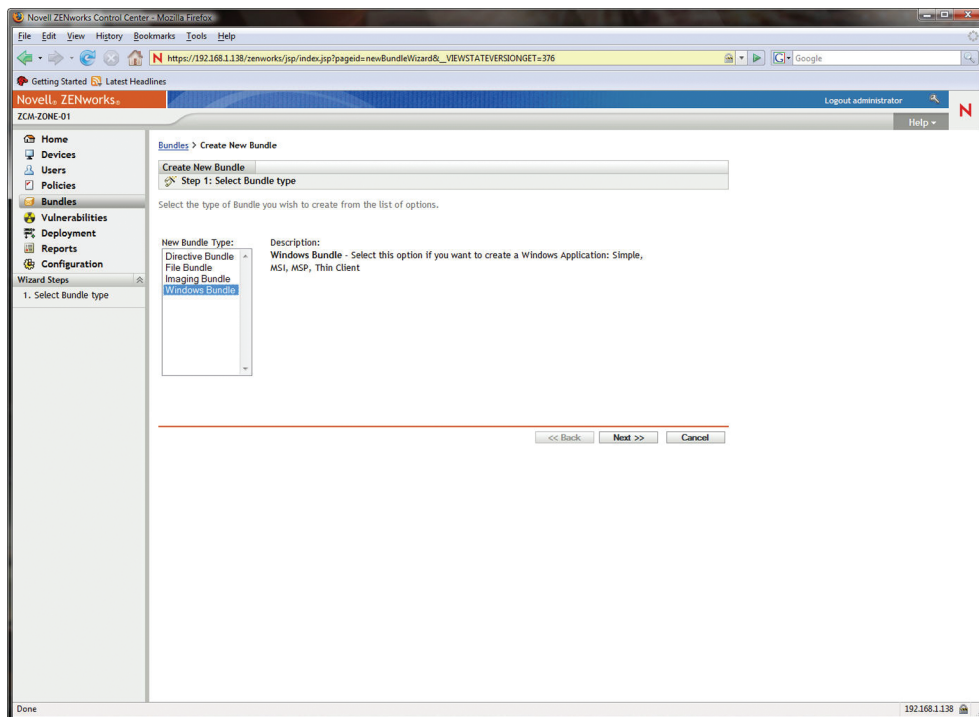 Novell ZENworks Control Center - Mozilla Firefox
File Edit View History Bookmarks Tools Help
N https://192.168.1.138/zenworks/jsp/index.jsp?pageid=newBundleWizard&__VIEWSTATEVERSIONGET=376
G Google
Getting Started Latest Headlines
Novell® ZENworks®
Logout administrator
N
ZCM-ZONE-01
Help
Home
Devices
Users
Policies
Bundles
Vulnerabilities
Deployment
Reports
Configuration
Wizard Steps
1. Select Bundle type
Bundles > Create New Bundle
Create New Bundle
Step 1: Select Bundle type
Select the type of Bundle you wish to create from the list of options.
New Bundle Type:
Directive Bundle
File Bundle
Imaging Bundle
Windows Bundle
Description:
Windows Bundle - Select this option if you want to create a Windows Application: Simple,
MSI, MSP, Thin Client
<< Back Next >> Cancel
Done
192.168.1.138